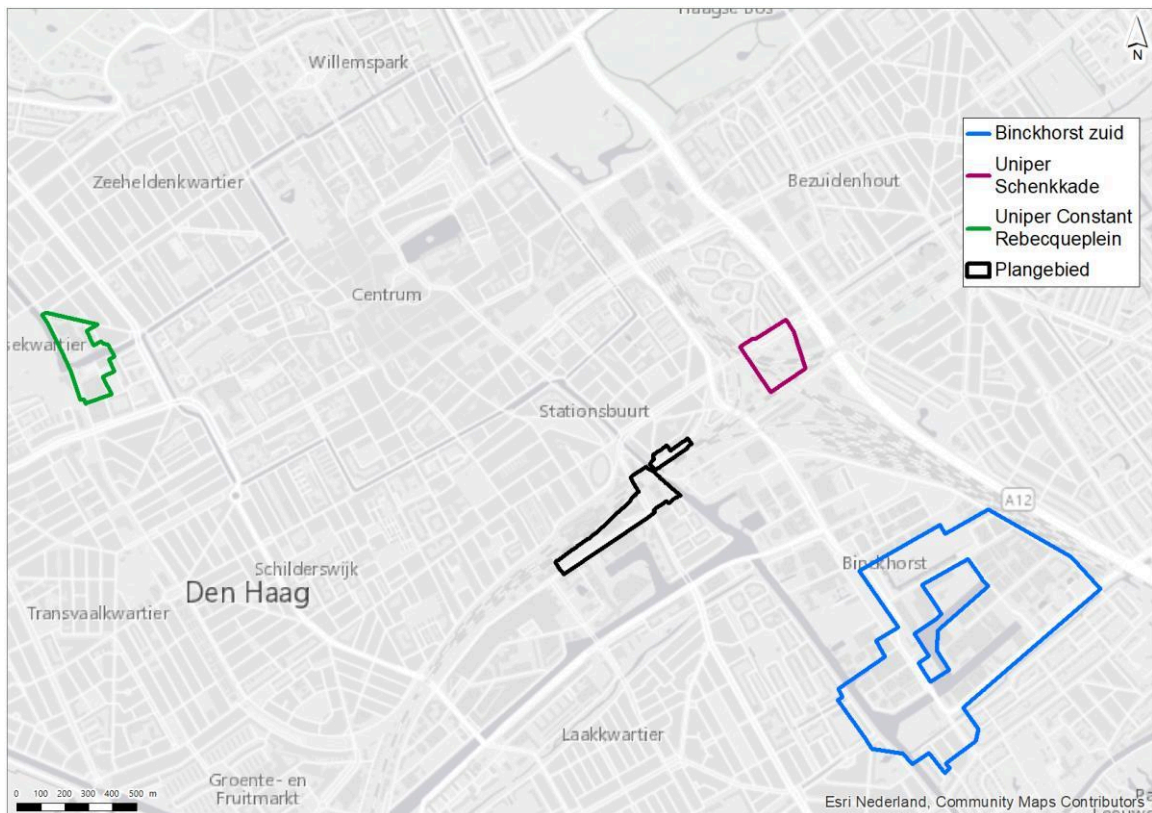 Haagse Bos
Willemspark
N
Binckhorst zuid
Uniper
Schenkkade
Uniper Constant
Rebecqueplein
Plangebied
Zeeheldenkwartier
Bezuidenhout
Centrum
sekwartier
Stationsbuurt
A12
Binckhorst
Schilderswijk
Den Haag
Transvaalkwartier
Laakkwartier
Groente - en
Fruitmarkt
0 100 200 300 400 500 m
Esri Nederland, Community Maps Contributors